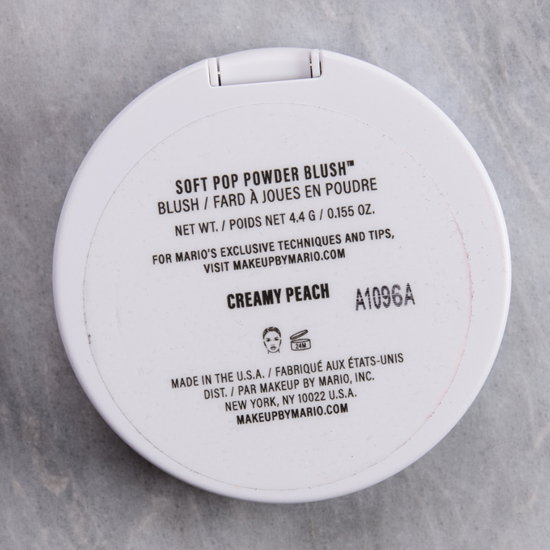 SOFT POP POWDER BLUSH™
BLUSH / FARD À JOUES EN POUDRE
NET WT. / POIDS NET 4.4 G / 0.155 OZ.
FOR MARIO'S EXCLUSIVE TECHNIQUES AND TIPS,
VISIT MAKEUPBYMARIO.COM
CREAMY PEACH A1096A
24M
MADE IN THE U.S.A. / FABRIQUÉ AUX ÉTATS-UNIS
DIST. / PAR MAKEUP BY MARIO, INC.
NEW YORK, NY 10022 U.S.A.
MAKEUPBYMARIO.COM